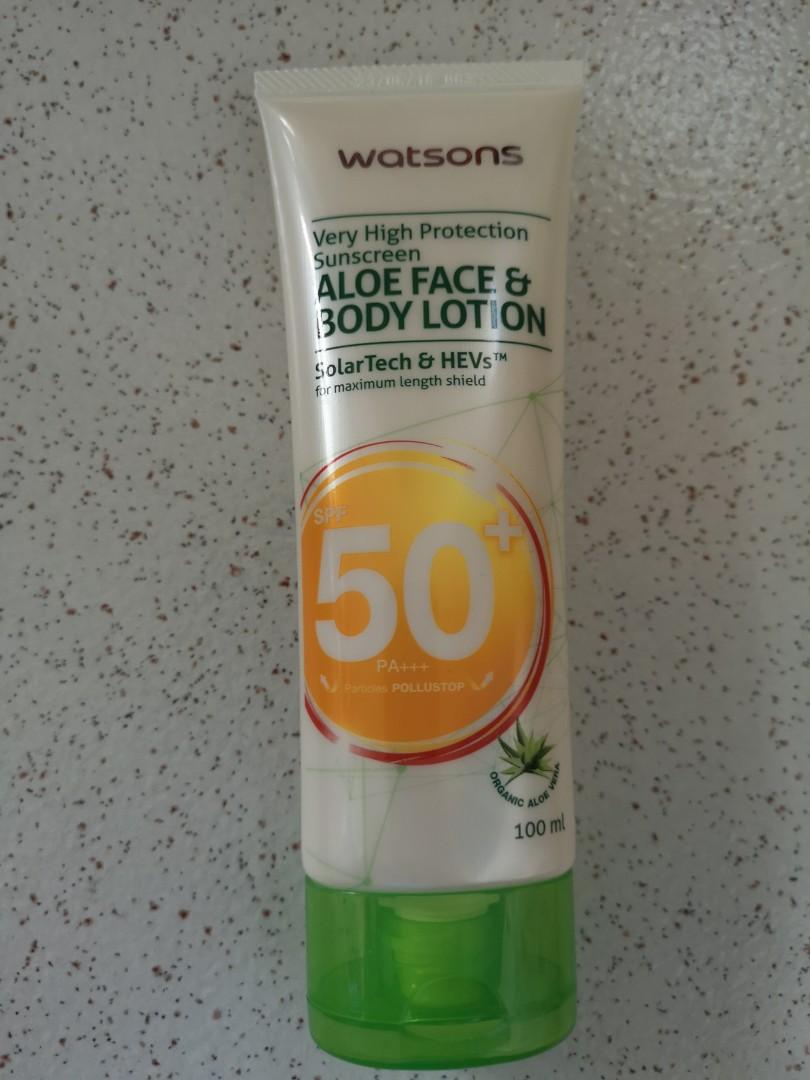 watsons
Very High Protection
Sunscreen
ALOE FACE &
BODY LOTION
SolarTech & HEVs™
for maximum length shield
SPF
50+
PA+++
Particles POLLUSTOP
ORGANIC ALOE VERA
100 ml